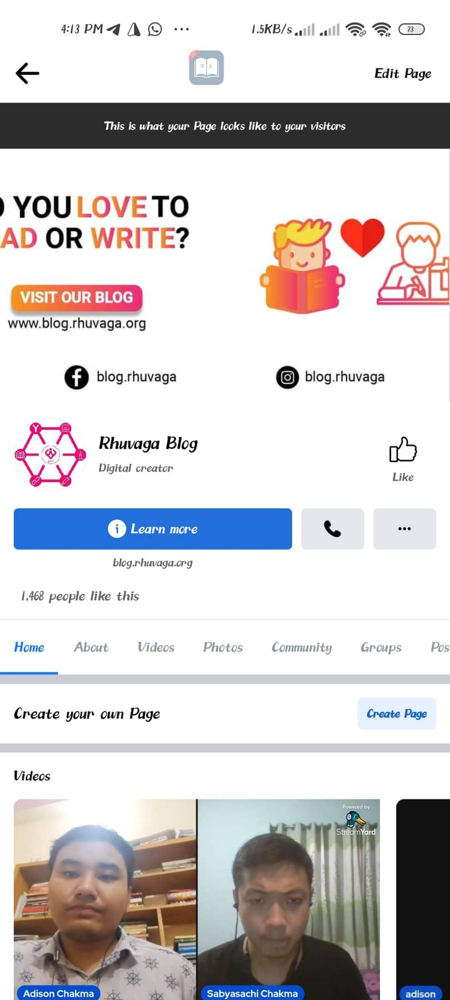 4:13 PM
1.5KB/s
73
Edit Page
This is what your Page looks like to your visitors
YOU LOVE TO
AD OR WRITE?
VISIT OUR BLOG
www.blog.rhuvaga.org
blog.rhuvaga
blog.rhuvaga
Rhuvaga Blog
Digital creator
Like
Learn more
blog.rhuvaga.org
1,468 people like this
Home About Videos Photos Community Groups Pos
Create your own Page
Create Page
Videos
Powered by
StreamYard
Adison Chakma
Sabyasachi Chakma
adison